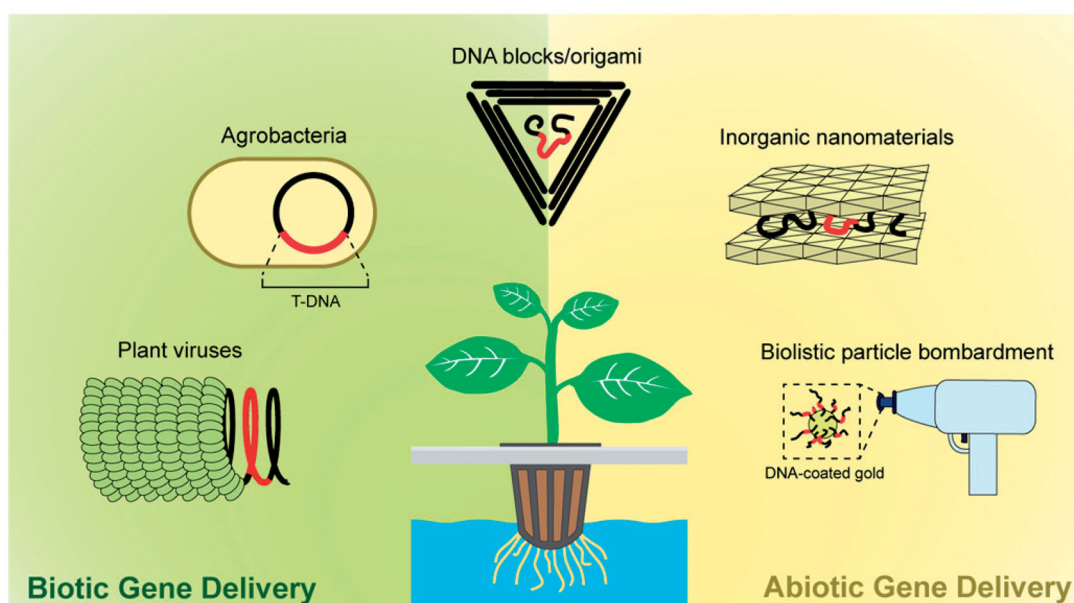 DNA blocks/origami
Agrobacteria
Inorganic nanomaterials
T-DNA
Plant viruses
Biolistic particle bombardment
DNA-coated gold
Biotic Gene Delivery
Abiotic Gene Delivery